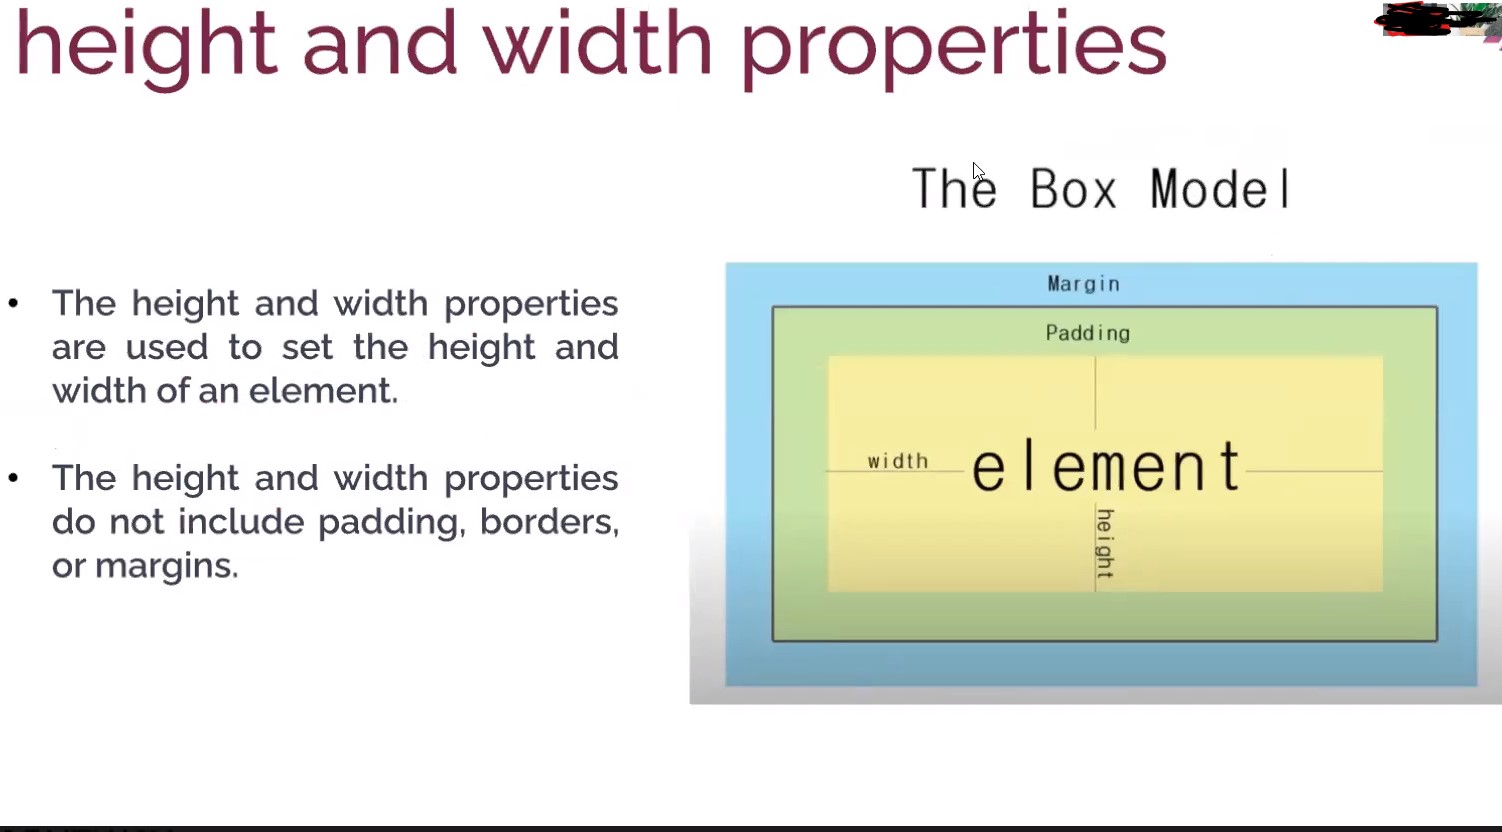 height and width properties
The Box Model
• The height and width properties
are used to set the height and
width of an element.
• The height and width properties
do not include padding, borders,
or margins.
Margin
Padding
width
element
height